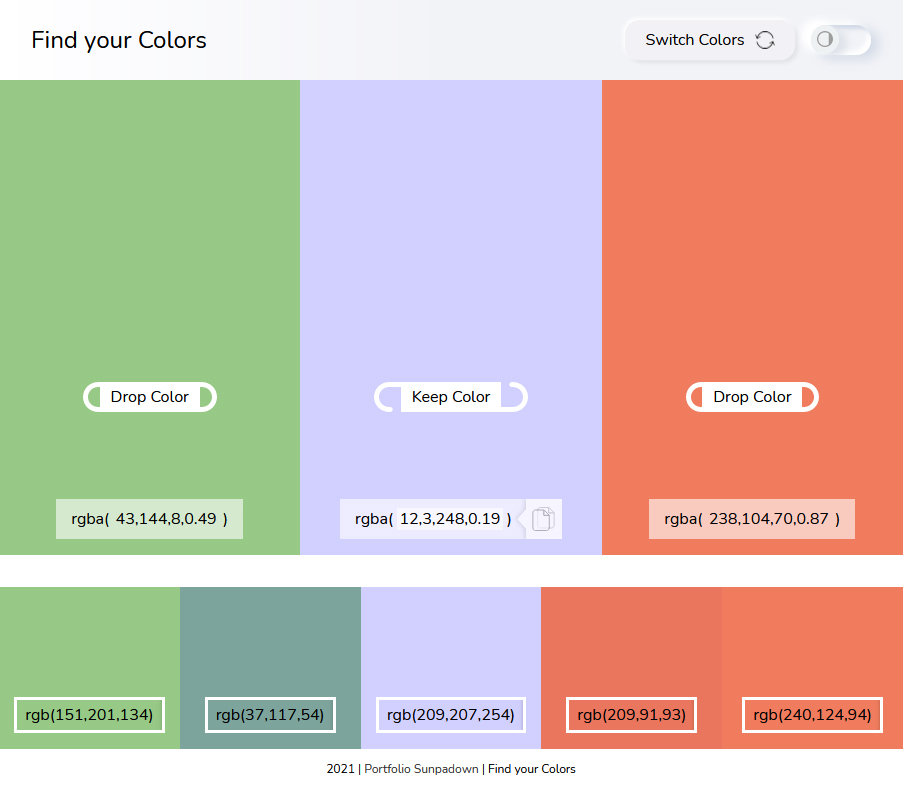 Find your Colors
Switch Colors
Drop Color
Keep Color
Drop Color
rgba( 43,144,8,0.49 )
rgba( 12,3,248,0.19 )
rgba( 238,104,70,0.87 )
rgb(151,201,134)
rgb(37,117,54)
rgb(209,207,254)
rgb(209,91,93)
rgb(240,124,94)
2021 | Portfolio Sunpadown | Find your Colors